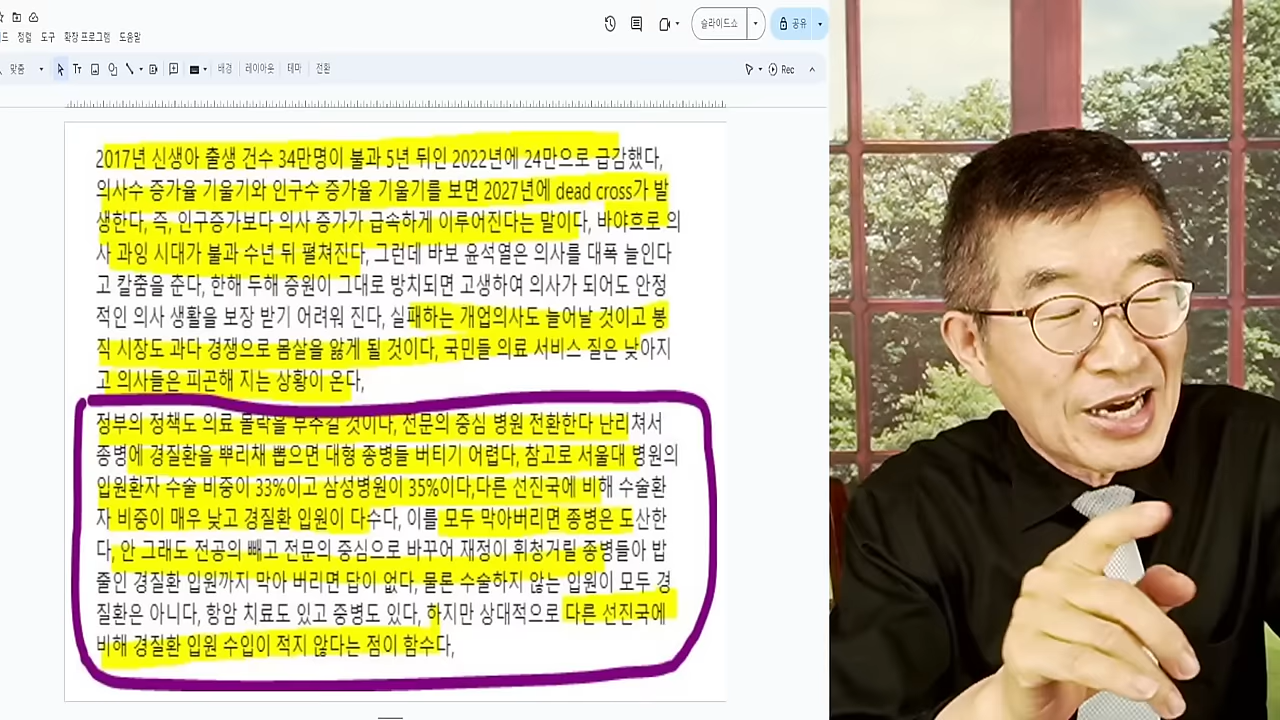 슬라이드쇼
공유
드 정렬 도구 확장 프로그램 도움말
맞춤 Tт 배경 레이아웃 테마 전환 Rec
2017년 신생아 출생 건수 34만명이 불과 5년 뒤인 2022년에 24만으로 급감했다,
의사수 증가율 기울기와 인구수 증가율 기울기를 보면 2027년에 dead cross가 발
생한다, 즉, 인구증가보다 의사 증가가 급속하게 이루어진다는 말이다, 바야흐로 의
사 과잉 시대가 불과 수년 뒤 펼쳐진다, 그런데 바보 윤석열은 의사를 대폭 늘인다
고 칼춤을 춘다, 한해 두해 증원이 그대로 방치되면 고생하여 의사가 되어도 안정
적인 의사 생활을 보장 받기 어려워 진다, 실패하는 개업의사도 늘어날 것이고 봉
직 시장도 과다 경쟁으로 몸살을 앓게 될 것이다, 국민들 의료 서비스 질은 낮아지
고 의사들은 피곤해 지는 상황이 온다,
정부의 정책도 의료 몰락을 부추길 것이다, 전문의 중심 병원 전환한다 난리쳐서
종병에 경질환을 뿌리채 뽑으면 대형 종병들 버티기 어렵다, 참고로 서울대 병원의
입원환자 수술 비중이 33%이고 삼성병원이 35%이다,다른 선진국에 비해 수술환
자 비중이 매우 낮고 경질환 입원이 다수다, 이를 모두 막아버리면 종병은 도산한
다, 안 그래도 전공의 빼고 전문의 중심으로 바꾸어 재정이 휘청거릴 종병들아 밥
줄인 경질환 입원까지 막아 버리면 답이 없다, 물론 수술하지 않는 입원이 모두 경
질환은 아니다, 항암 치료도 있고 중병도 있다, 하지만 상대적으로 다른 선진국에
비해 경질환 입원 수입이 적지 않다는 점이 함수다,